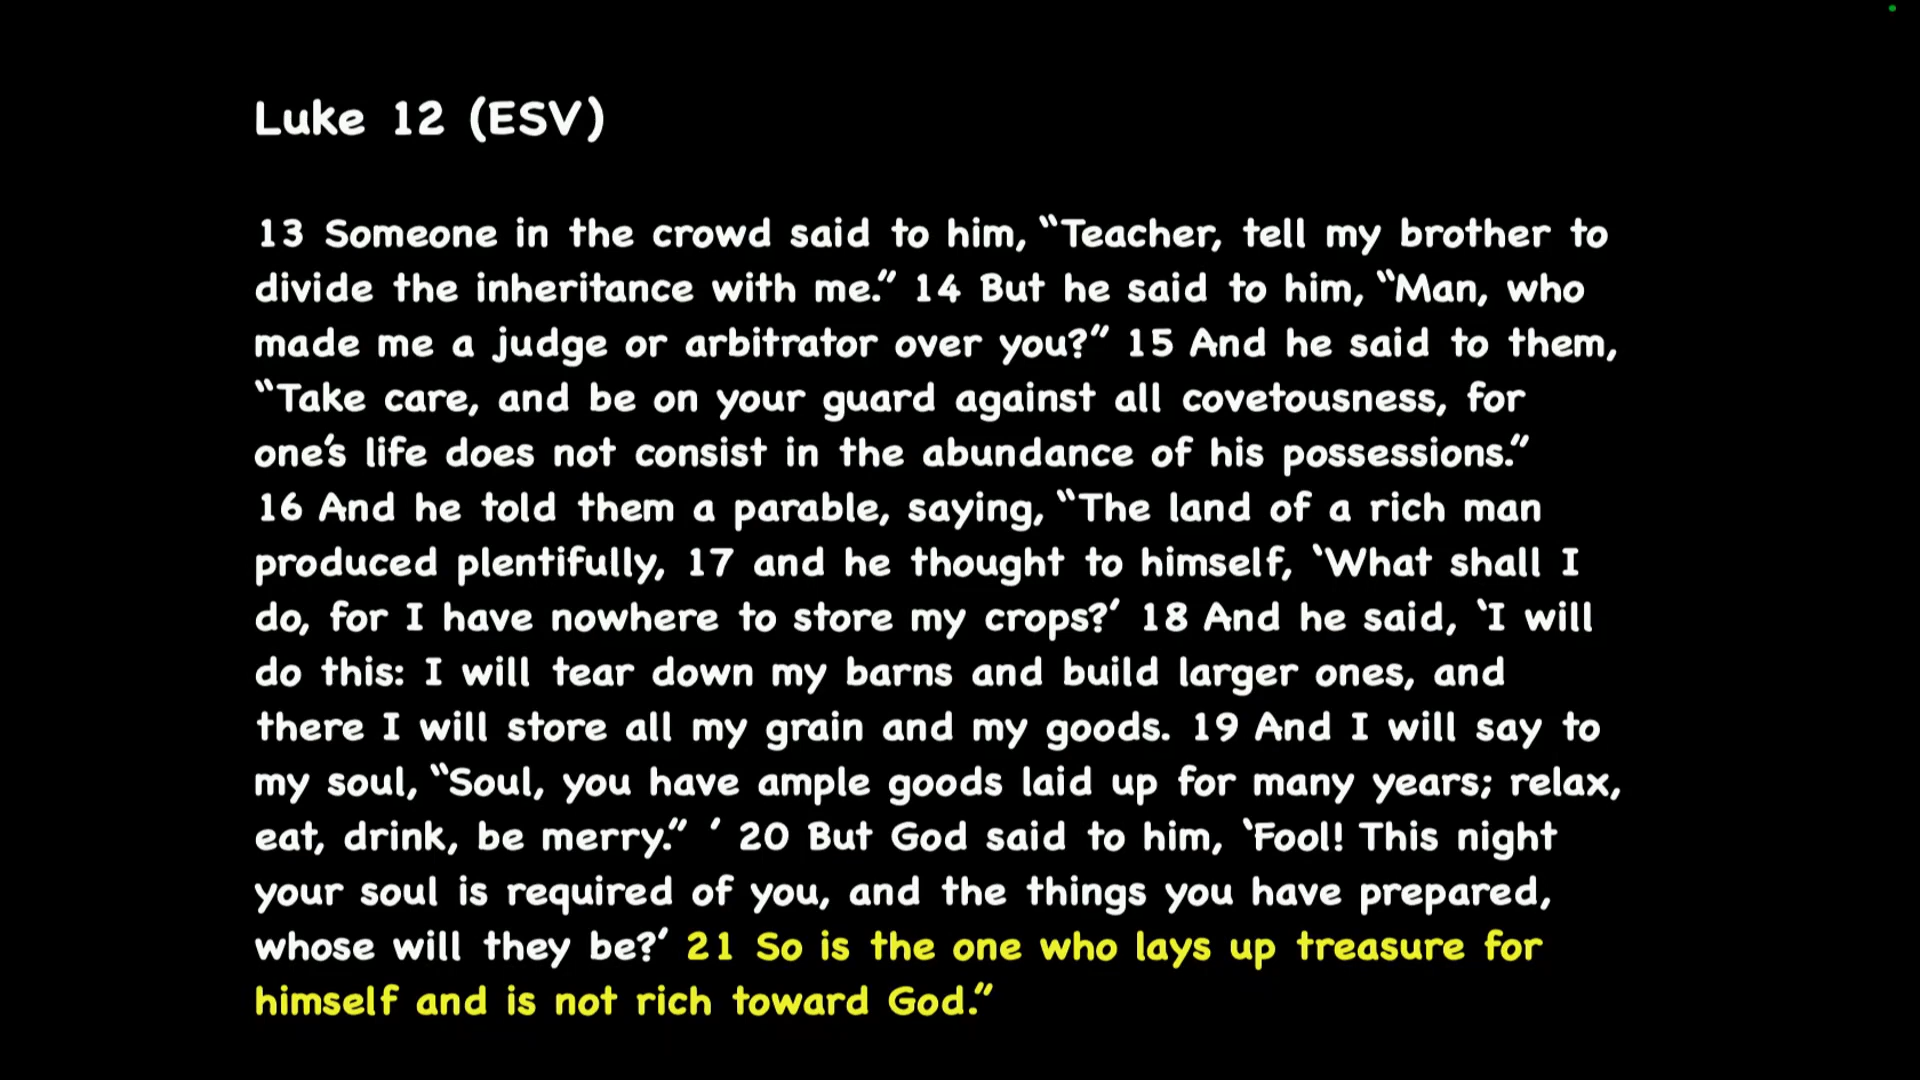 Luke 12 (ESV)
13 Someone in the crowd said to him, “Teacher, tell my brother to
divide the inheritance with me.” 14 But he said to him, “Man, who
made me a judge or arbitrator over you?” 15 And he said to them,
“Take care, and be on your guard against all covetousness, for
one’s life does not consist in the abundance of his possessions.”
16 And he told them a parable, saying, “The land of a rich man
produced plentifully, 17 and he thought to himself, ‘What shall I
do, for I have nowhere to store my crops?’ 18 And he said, ‘I will
do this: I will tear down my barns and build larger ones, and
there I will store all my grain and my goods. 19 And I will say to
my soul, “Soul, you have ample goods laid up for many years; relax,
eat, drink, be merry.” ’ 20 But God said to him, ‘Fool! This night
your soul is required of you, and the things you have prepared,
whose will they be?’ 21 So is the one who lays up treasure for
himself and is not rich toward God.”